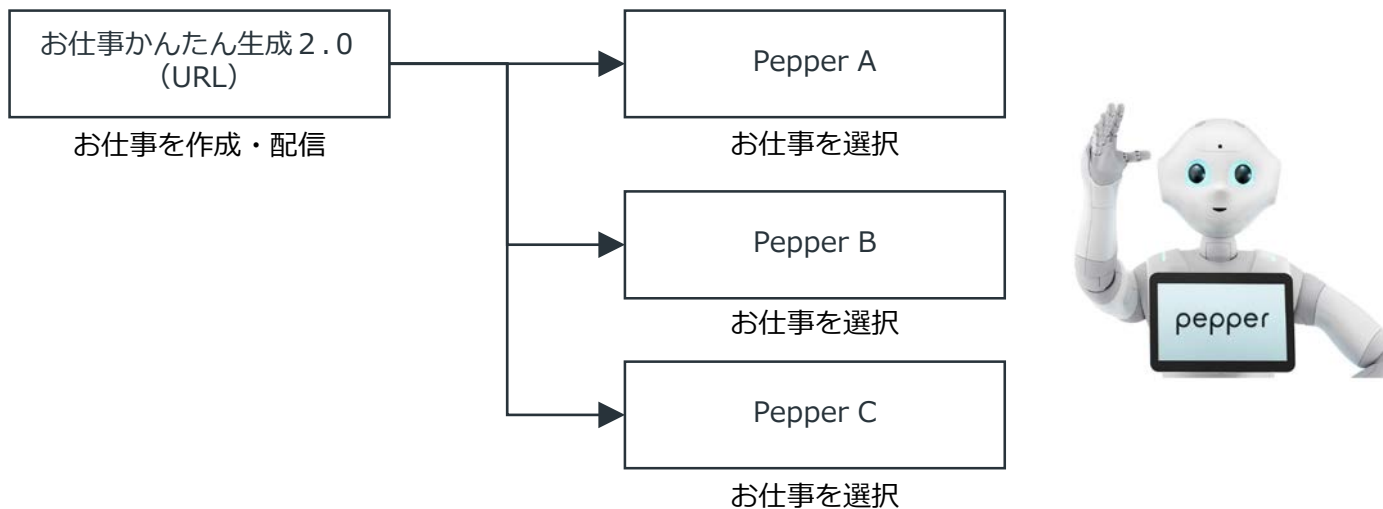 お仕事かんたん生成２.０
（URL）
お仕事を作成・配信
Pepper A
お仕事を選択
Pepper B
お仕事を選択
Pepper C
お仕事を選択
pepper